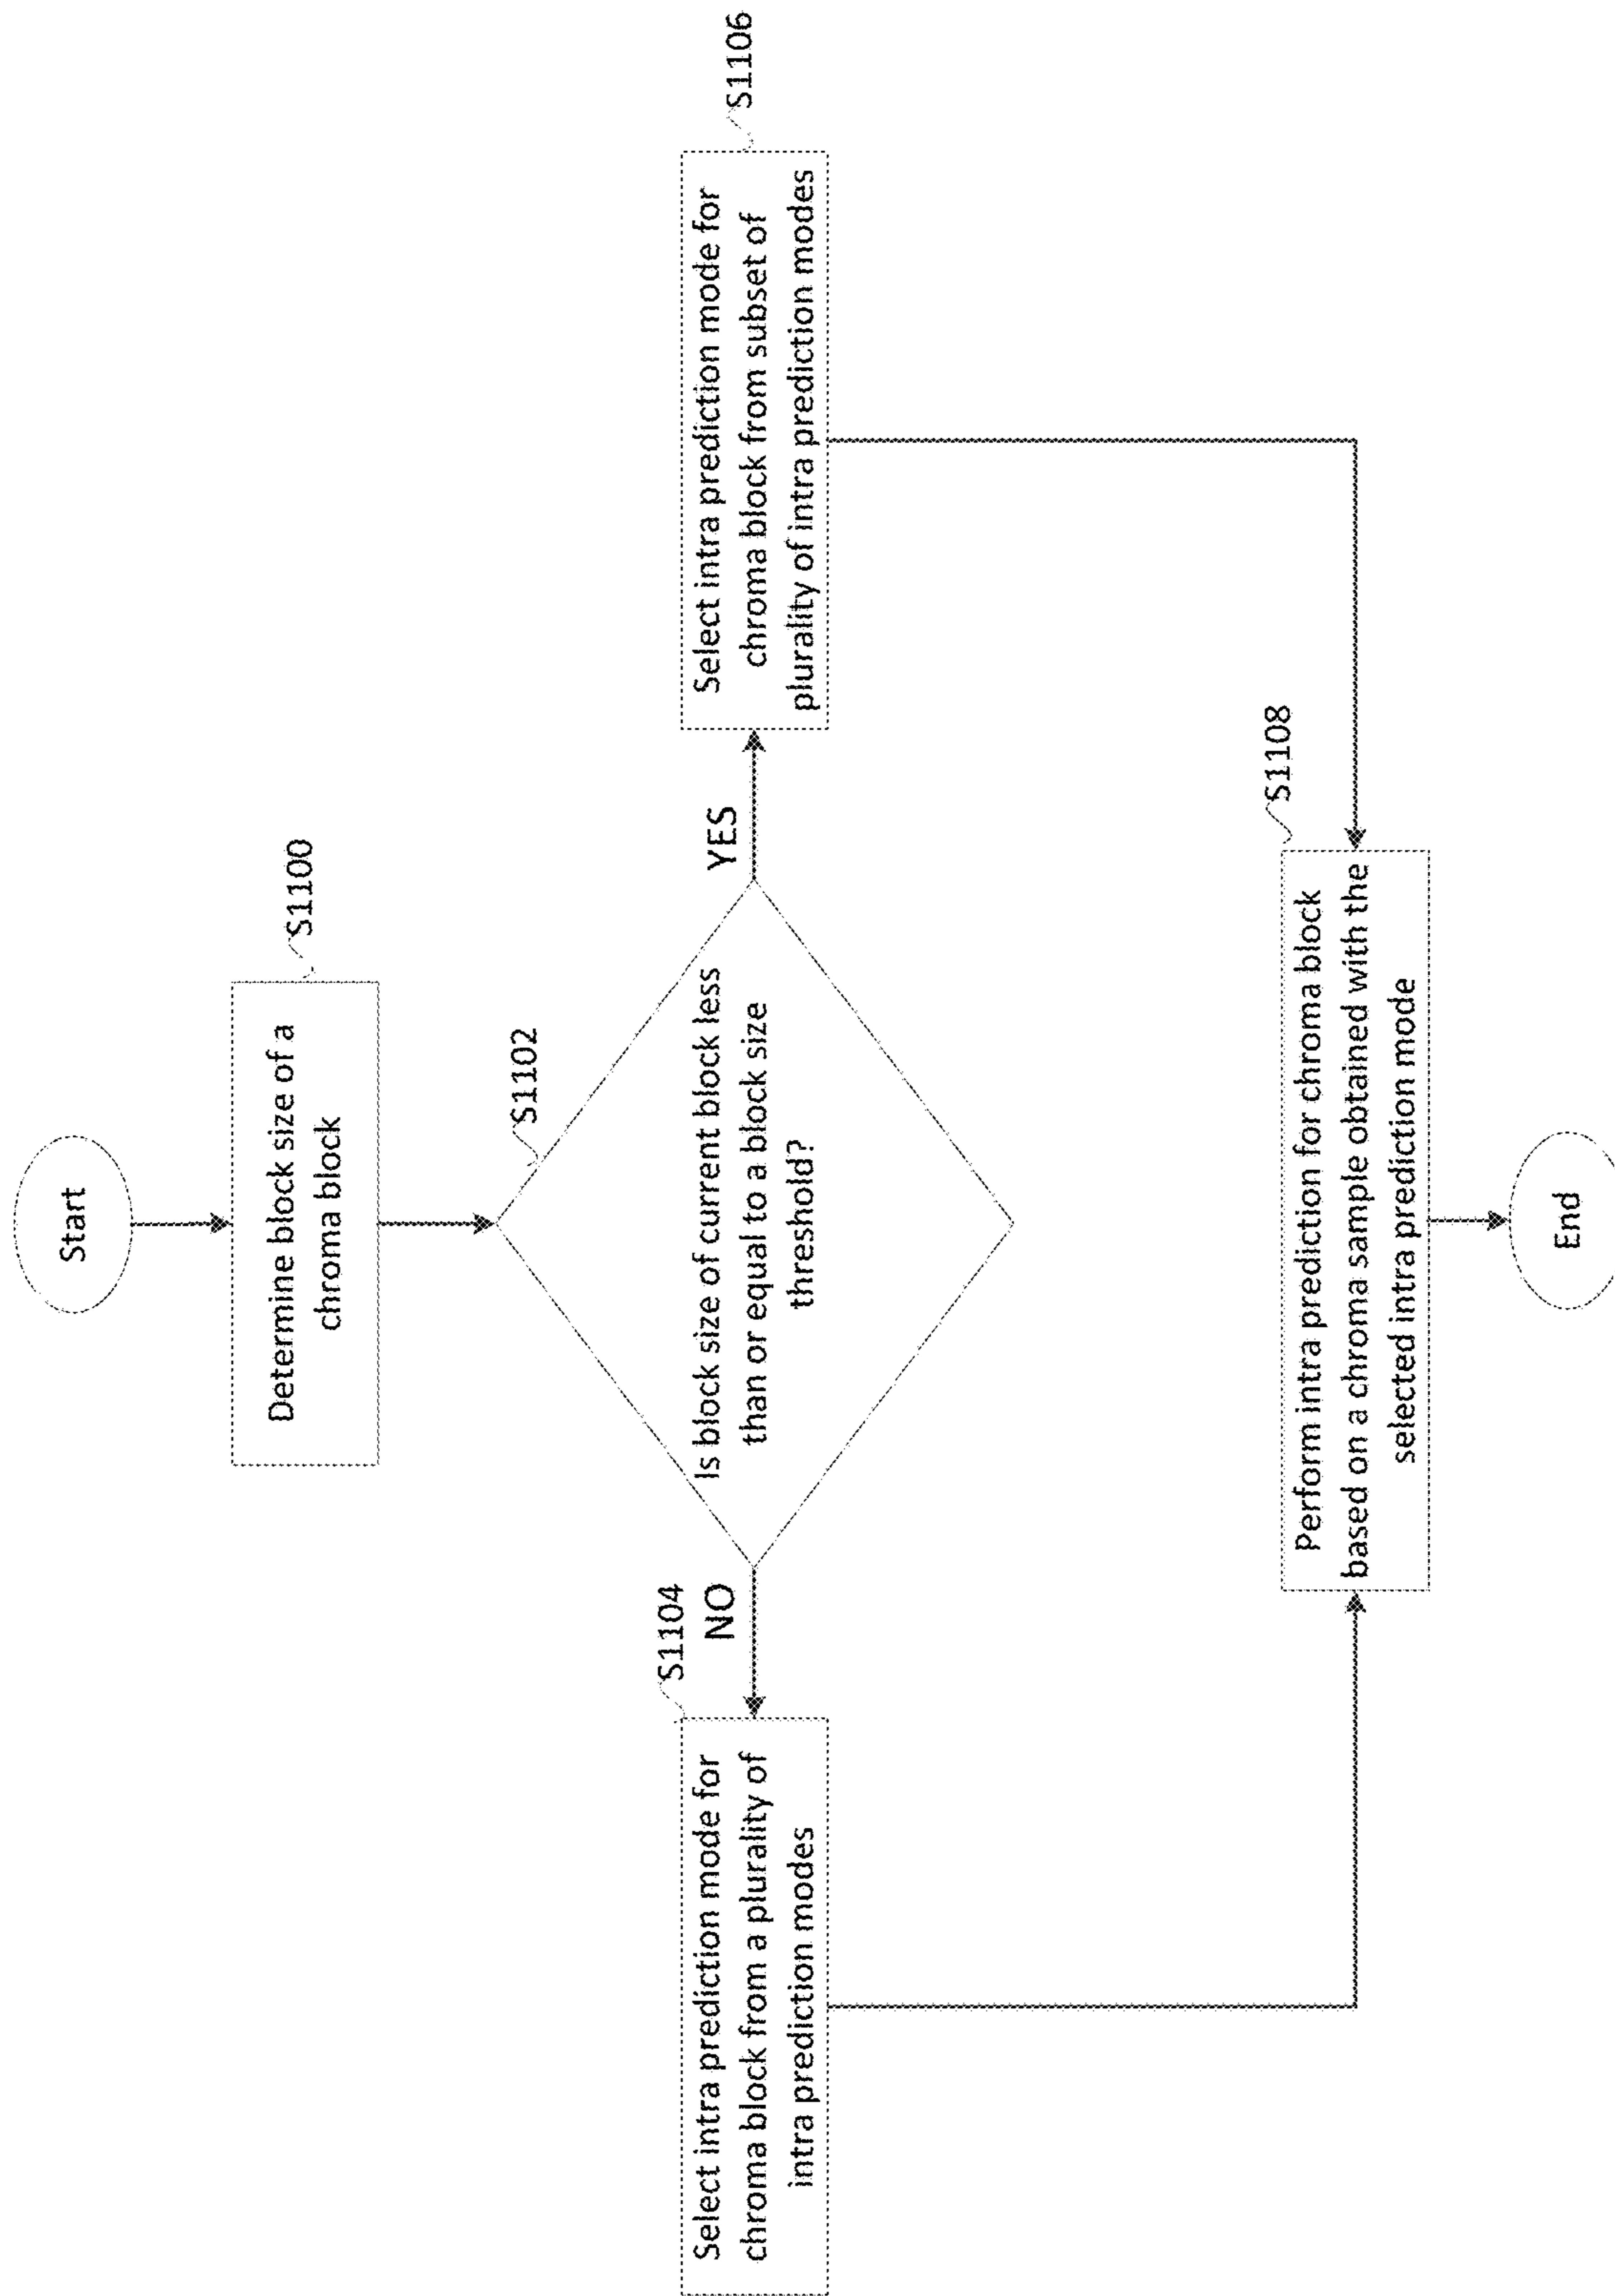 Start
S1100
Determine block size of a
chroma block
S1102
Is block size of current block less
than or equal to a block size
threshold?
NO
YES
S1104
Select intra prediction mode for
chroma block from a plurality of
intra prediction modes
S1106
Select intra prediction mode for
chroma block from subset of
plurality of intra prediction modes
S1108
Perform intra prediction for chroma block
based on a chroma sample obtained with the
selected intra prediction mode
End